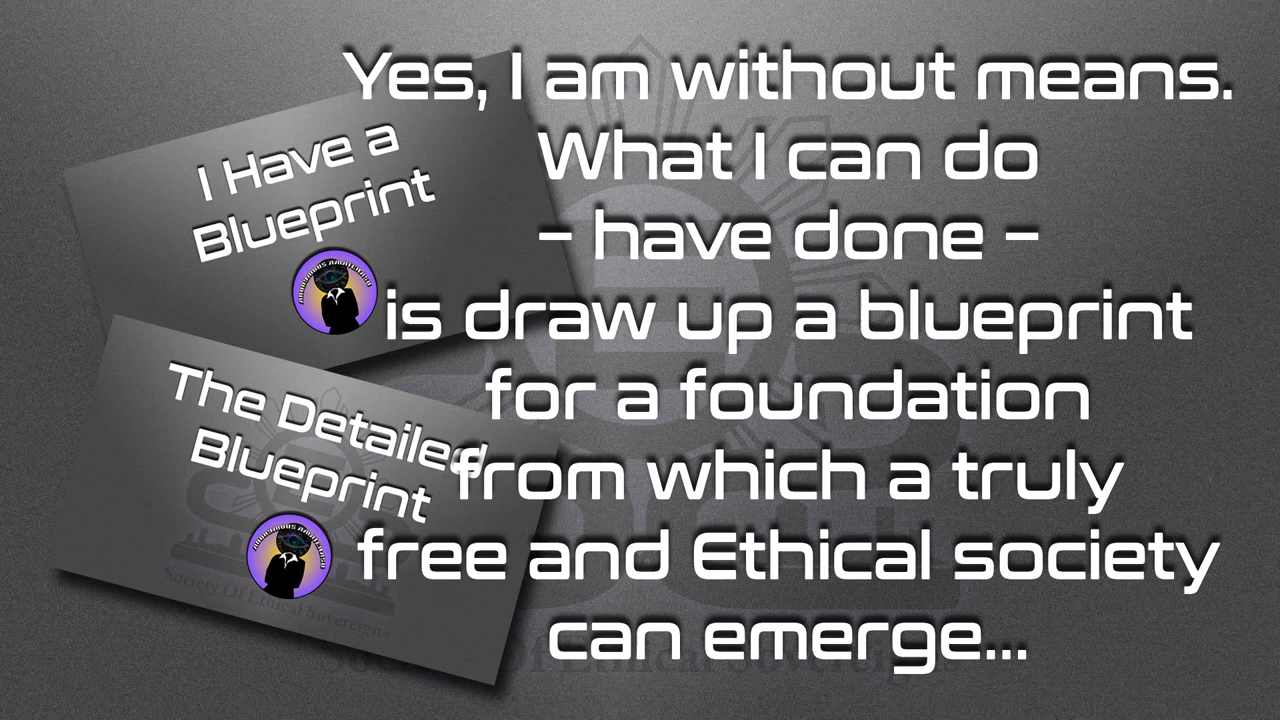 Yes, I am without means.
What I can do
- have done -
is draw up a blueprint
for a foundation
from which a truly
free and Ethical society
can emerge...
I Have a
Blueprint
The Detailed
Blueprint
Society Of Ethical Sovereigns